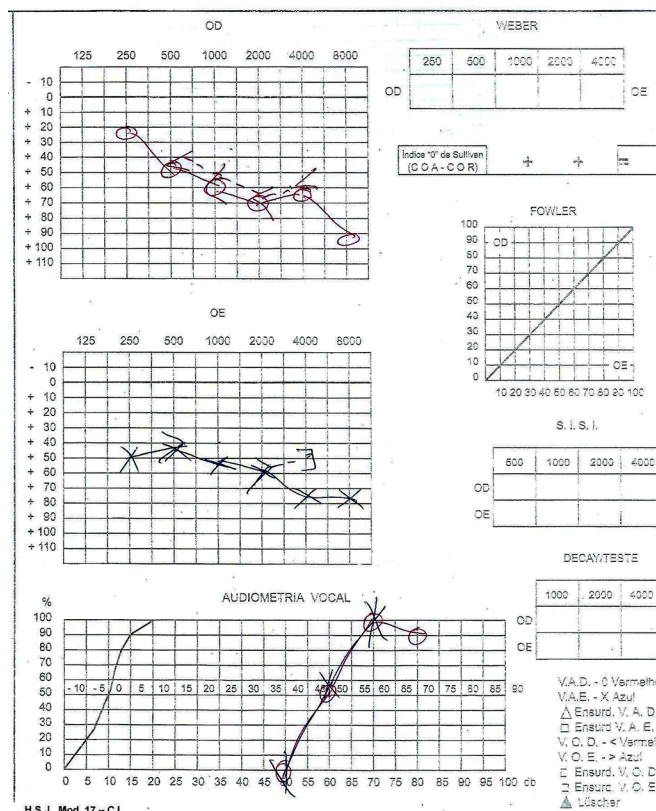 OD
125 250 500 1000 2000 4000 8000
- 10
0
+ 10
+ 20
+ 30
+ 40
+ 50
+ 60
+ 70
+ 80
+ 90
+ 100
+ 110
WEBER
250 500 1000 2000 4000
OD OE
Índice "0" de Sullivan
(COA-COR) + + =
FOWLER
100
90
80
70
60
50
40
30
20
10
0
OD
OE
10 20 30 40 50 60 70 80 90 100
OE
125 250 500 1000 2000 4000 8000
- 10
0
+ 10
+ 20
+ 30
+ 40
+ 50
+ 60
+ 70
+ 80
+ 90
+ 100
+ 110
S. I. S. I.
500 1000 2000 4000
OD
OE
DECAY/TESTE
1000 2000 4000
OD
OE
AUDIOMETRIA VOCAL
%
100
90
80
70
60
50
40
30
20
10
0
- 10 - 5 0 5 10 15 20 25 30 35 40 45 50 55 60 65 70 90
0 5 10 15 20 25 30 35 40 45 50 55 60 65 70 75 80 85 90 95 100 db
V.A.D. - 0 Vermelh
V.A.E. - X Azul
△ Ensurd. V. A. D.
□ Ensurd V. A. E.
V. O. D. - < Vermel
V. O. E. - > Azul
⊏ Ensurd. V. O. D
⊐ Ensurd. V. O. E
Lüscher
H.S.I. Mod. 17 - C.I.